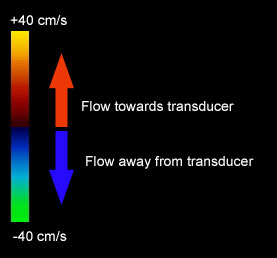 +40 cm/s
Flow towards transducer
Flow away from transducer
-40 cm/s